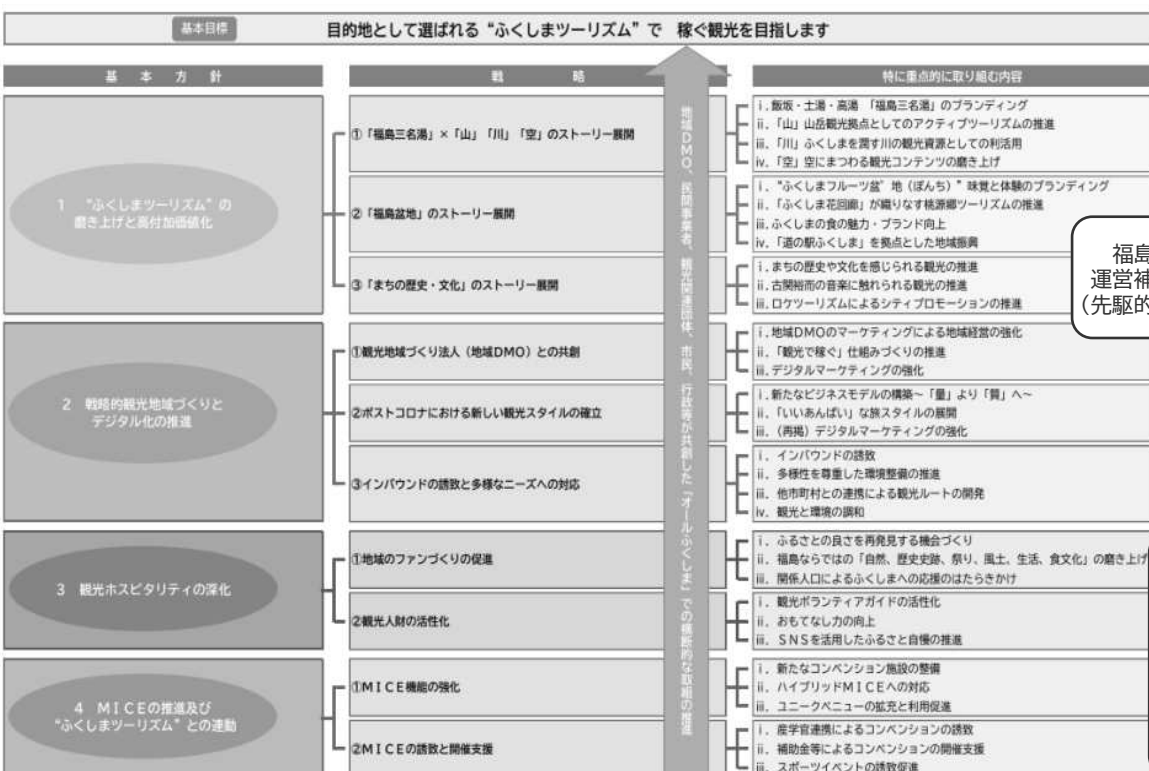 基本目標
目的地として選ばれる“ふくしまツーリズム”で 稼ぐ観光を目指します
基本方針
戦略
特に重点的に取り組む内容
地域DMO、民間事業者、観光関連団体、市民、行政等が共創した「オールふくしま」での横断的な取組の推進
1 “ふくしまツーリズム”の
磨き上げと高付加価値化
①「福島三名湯」×「山」「川」「空」のストーリー展開
ⅰ.飯坂・土湯・高湯 「福島三名湯」のブランディング
ⅱ.「山」山岳観光拠点としてのアクティブツーリズムの推進
ⅲ.「川」ふくしまを潤す川の観光資源としての利活用
ⅳ.「空」空にまつわる観光コンテンツの磨き上げ
②「福島盆地」のストーリー展開
ⅰ.“ふくしまフルーツ盆゛地（ぼんち）”味覚と体験のブランディング
ⅱ.「ふくしま花回廊」が織りなす桃源郷ツーリズムの推進
ⅲ.ふくしまの食の魅力・ブランド向上
ⅳ.「道の駅ふくしま」を拠点とした地域振興
③「まちの歴史・文化」のストーリー展開
ⅰ.まちの歴史や文化を感じられる観光の推進
ⅱ.古関裕而の音楽に触れられる観光の推進
ⅲ.ロケツーリズムによるシティプロモーションの推進
福島
運営補
（先駆的
2 戦略的観光地域づくりと
デジタル化の推進
①観光地域づくり法人（地域DMO）との共創
ⅰ.地域DMOのマーケティングによる地域経営の強化
ⅱ.「観光で稼ぐ」仕組みづくりの推進
ⅲ.デジタルマーケティングの強化
②ポストコロナにおける新しい観光スタイルの確立
ⅰ.新たなビジネスモデルの構築～「量」より「質」へ～
ⅱ.「いいあんばい」な旅スタイルの展開
ⅲ.（再掲）デジタルマーケティングの強化
③インバウンドの誘致と多様なニーズへの対応
ⅰ. インバウンドの誘致
ⅱ. 多様性を尊重した環境整備の推進
ⅲ. 他市町村との連携による観光ルートの開発
ⅳ. 観光と環境の調和
3 観光ホスピタリティの深化
①地域のファンづくりの促進
ⅰ. ふるさとの良さを再発見する機会づくり
ⅱ. 福島ならではの「自然、歴史史跡、祭り、風土、生活、食文化」の磨き上げ
ⅲ. 関係人口によるふくしまへの応援のはたらきかけ
②観光人財の活性化
ⅰ. 観光ボランティアガイドの活性化
ⅱ. おもてなし力の向上
ⅲ. SNSを活用したふるさと自慢の推進
4 MICEの推進及び
“ふくしまツーリズム”との連動
①MICE機能の強化
ⅰ. 新たなコンベンション施設の整備
ⅱ. ハイブリッドMICEへの対応
ⅲ. ユニークベニューの拡充と利用促進
②MICEの誘致と開催支援
ⅰ. 産学官連携によるコンベンションの誘致
ⅱ. 補助金等によるコンベンションの開催支援
ⅲ. スポーツイベントの誘致促進